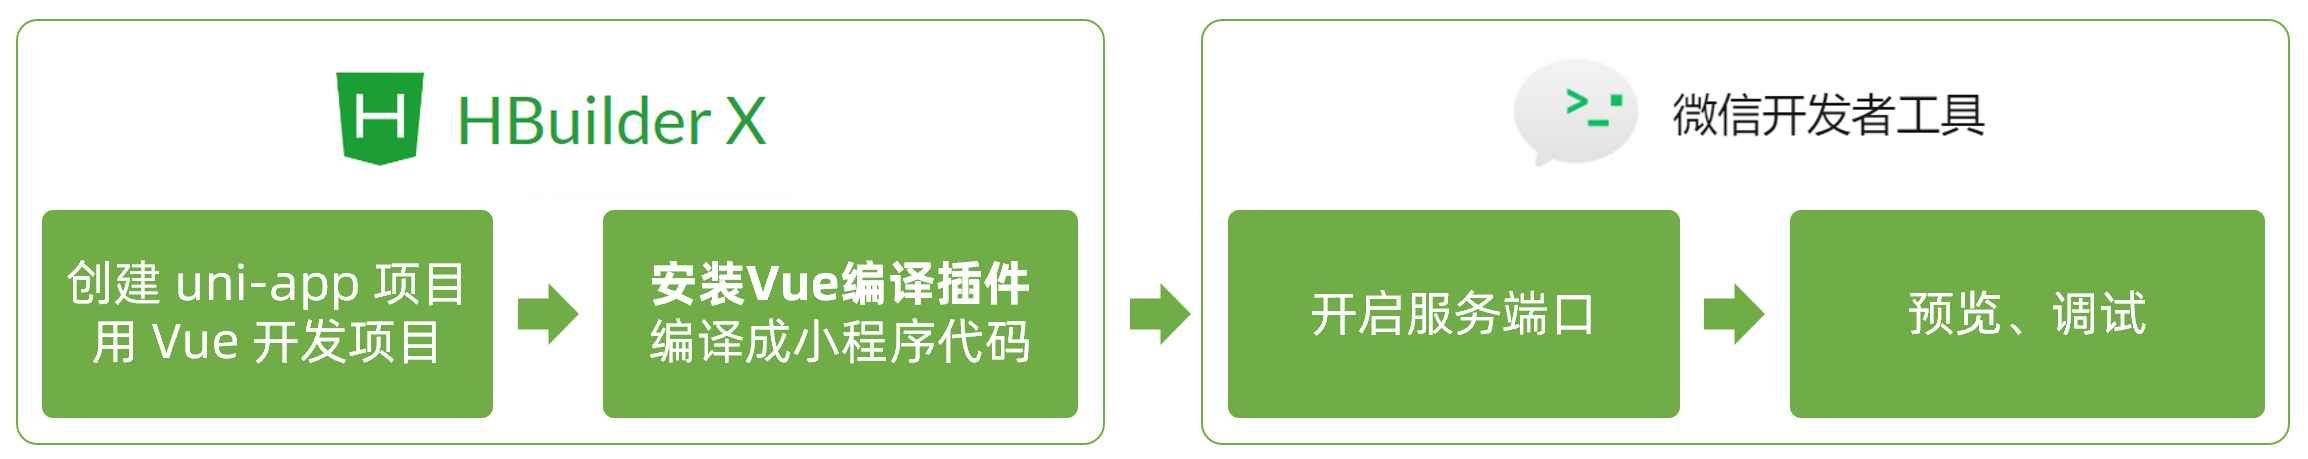 HBuilder X
创建 uni-app 项目
用 Vue 开发项目
安装Vue编译插件
编译成小程序代码
微信开发者工具
开启服务端口
预览、调试